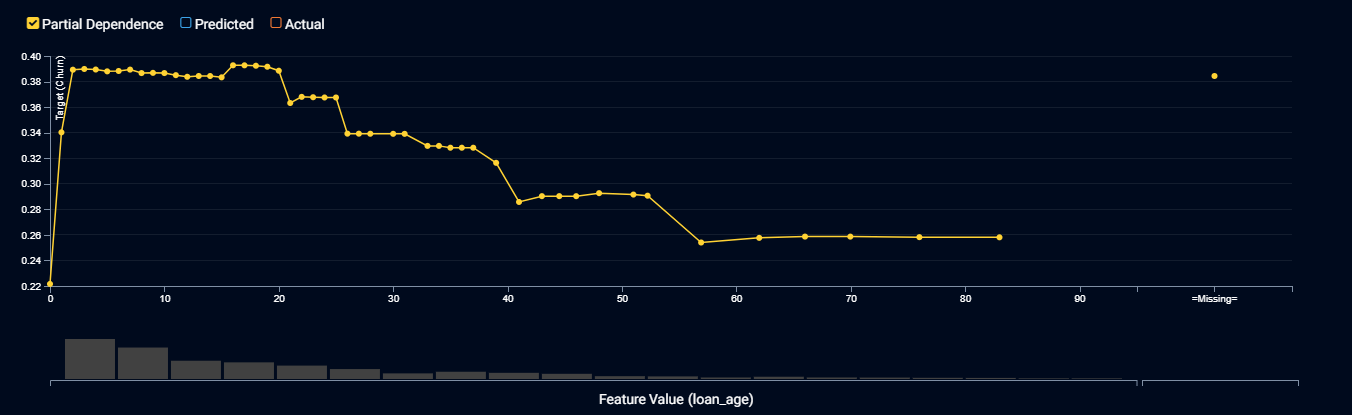 Partial Dependence Predicted Actual
Target (Churn)
0.40
0.38
0.36
0.34
0.32
0.30
0.28
0.26
0.24
0.22
0 10 20 30 40 50 60 70 80 90 =Missing=
Feature Value (loan_age)